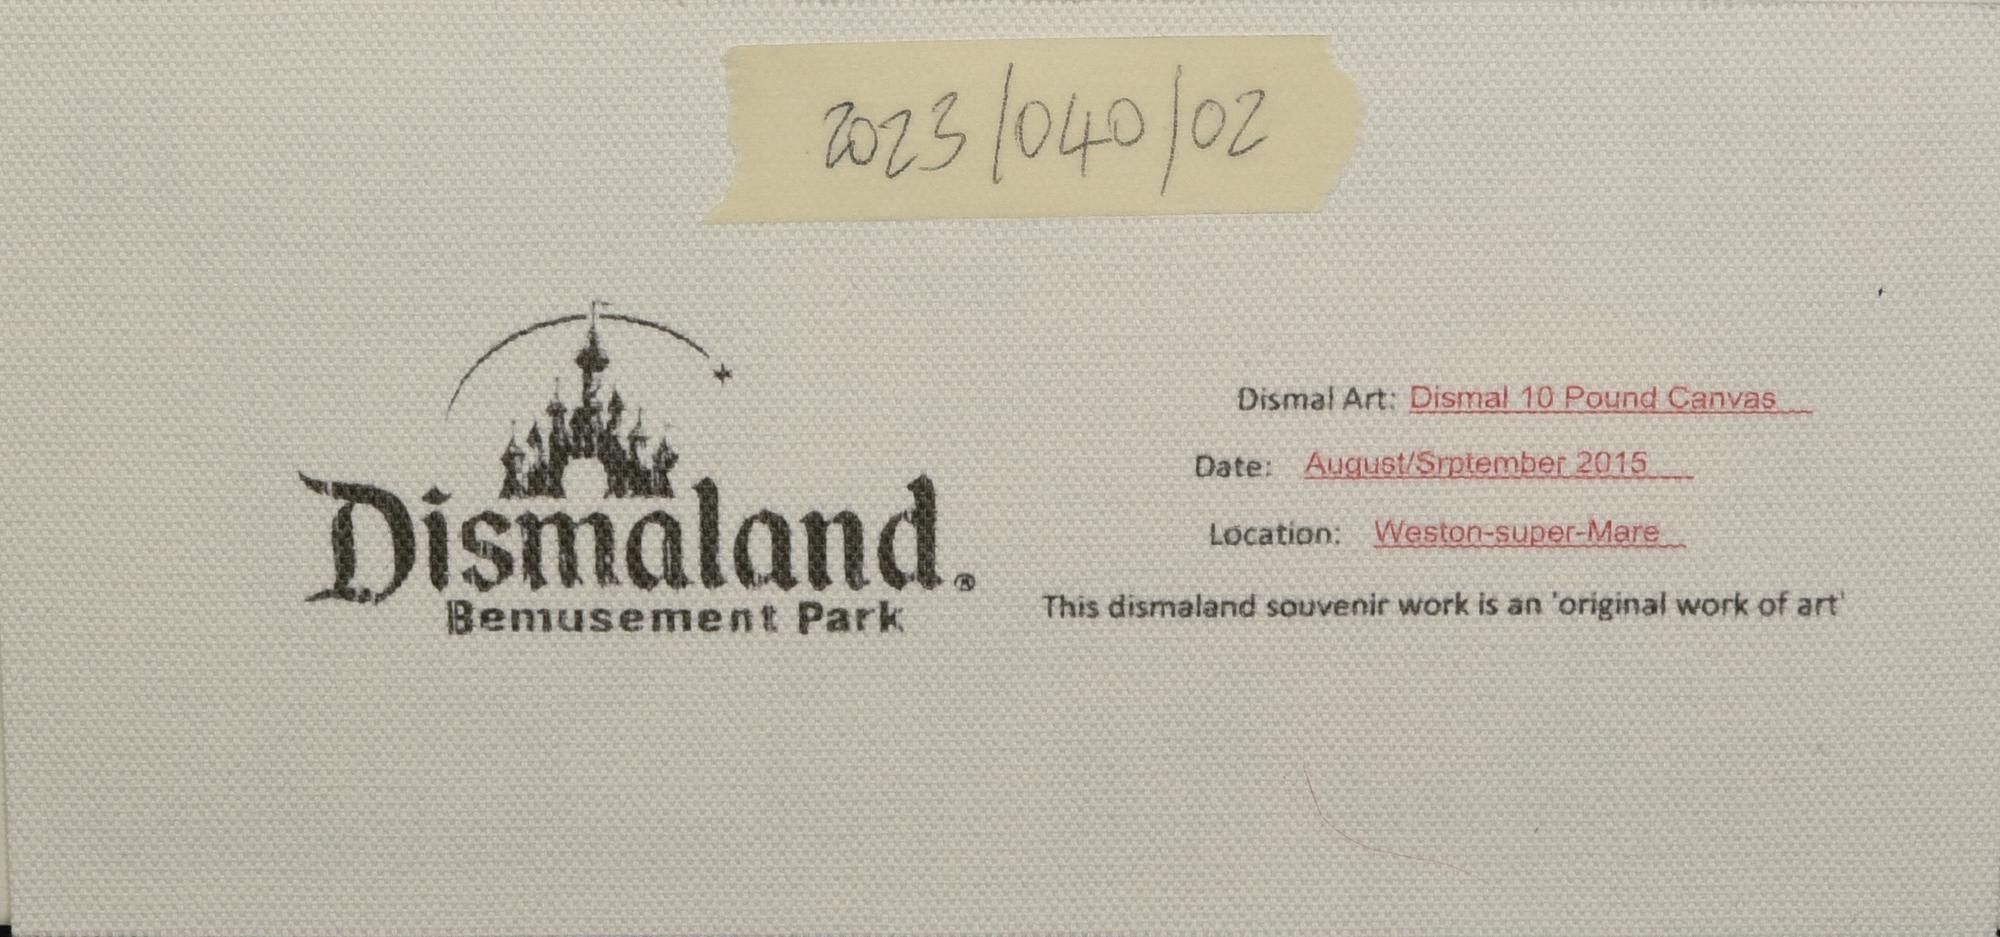 2023/040/02
Dismaland®
Bemusement Park
Dismal Art: Dismal 10 Pound Canvas
Date: August/Srptember 2015
Location: Weston-super-Mare
This dismaland souvenir work is an 'original work of art'